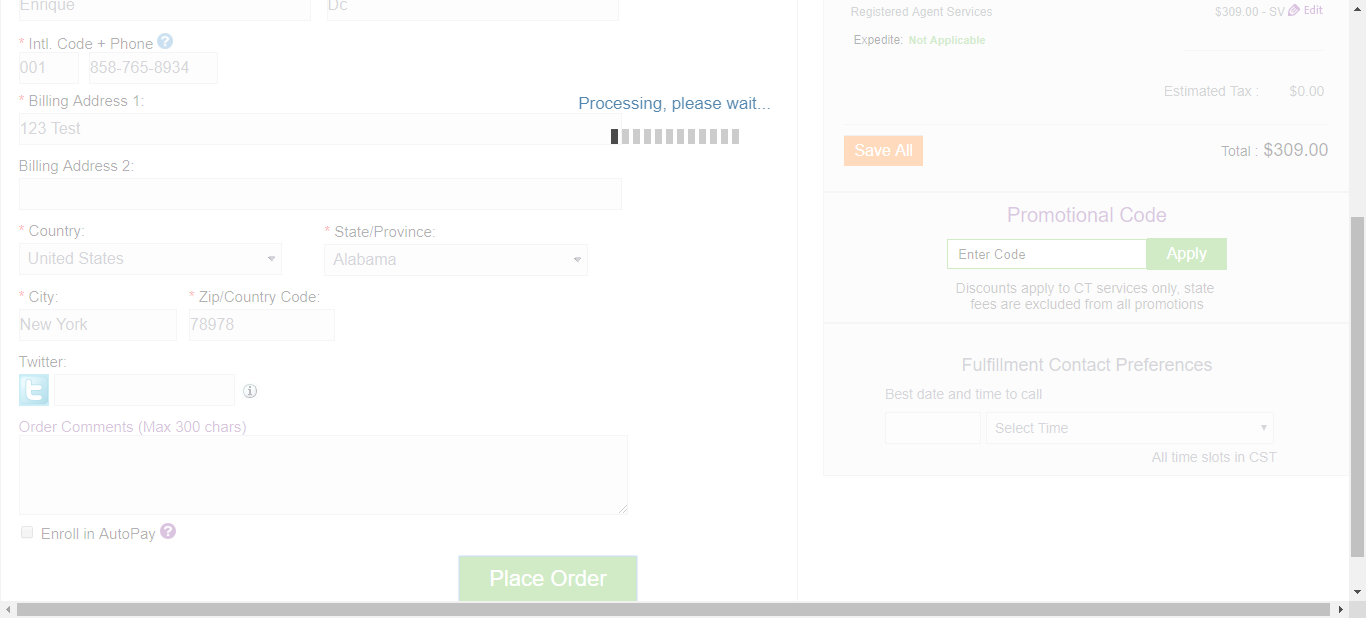 Enrique
Dc
* Intl. Code + Phone ?
001
858-765-8934
* Billing Address 1:
123 Test
Billing Address 2:
* Country:
* State/Province:
United States
Alabama
* City:
* Zip/Country Code:
New York
78978
Twitter:
Order Comments (Max 300 chars)
Enroll in AutoPay ?
Place Order
Processing, please wait...
Registered Agent Services
$309.00 - SV Edit
Expedite: Not Applicable
Estimated Tax : $0.00
Save All
Total : $309.00
Promotional Code
Enter Code
Apply
Discounts apply to CT services only, state
fees are excluded from all promotions
Fulfillment Contact Preferences
Best date and time to call
Select Time
All time slots in CST